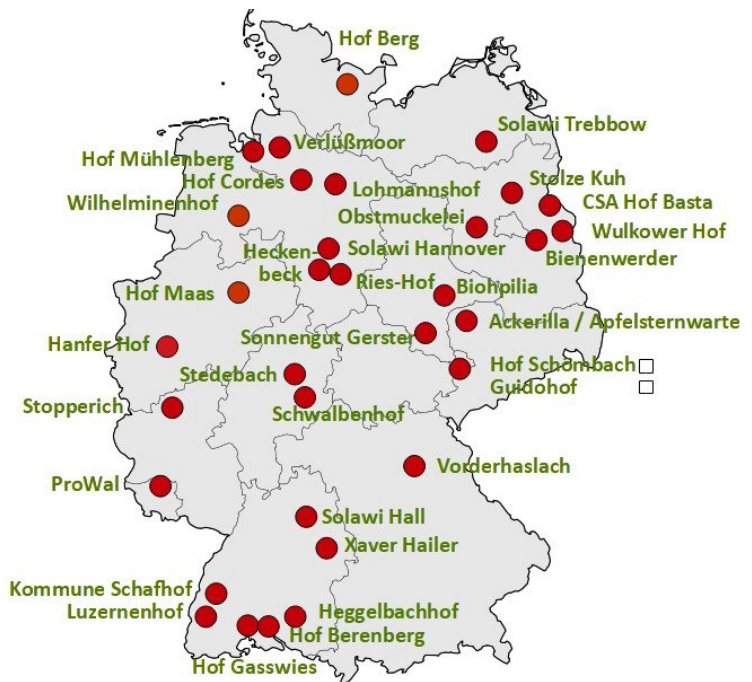 Hof Berg
Solawi Trebbow
Verlüßmoor
Hof Mühlenberg
Hof Cordes
Lohmannshof
Stolze Kuh
Wilhelminenhof
CSA Hof Basta
Obstmuckelei
Wulkower Hof
Hecken-
beck
Solawi Hannover
Bienenwerder
Ries-Hof
Biohpilia
Hof Maas
Ackerilla / Apfelsternwarte
Hanfer Hof
Sonnengut Gerster
Hof Schömbach
Guidohof
Stedebach
Schwalbenhof
Stopperich
Vorderhaslach
ProWal
Solawi Hall
Xaver Hailer
Kommune Schafhof
Luzernenhof
Heggelbachhof
Hof Berenberg
Hof Gasswies